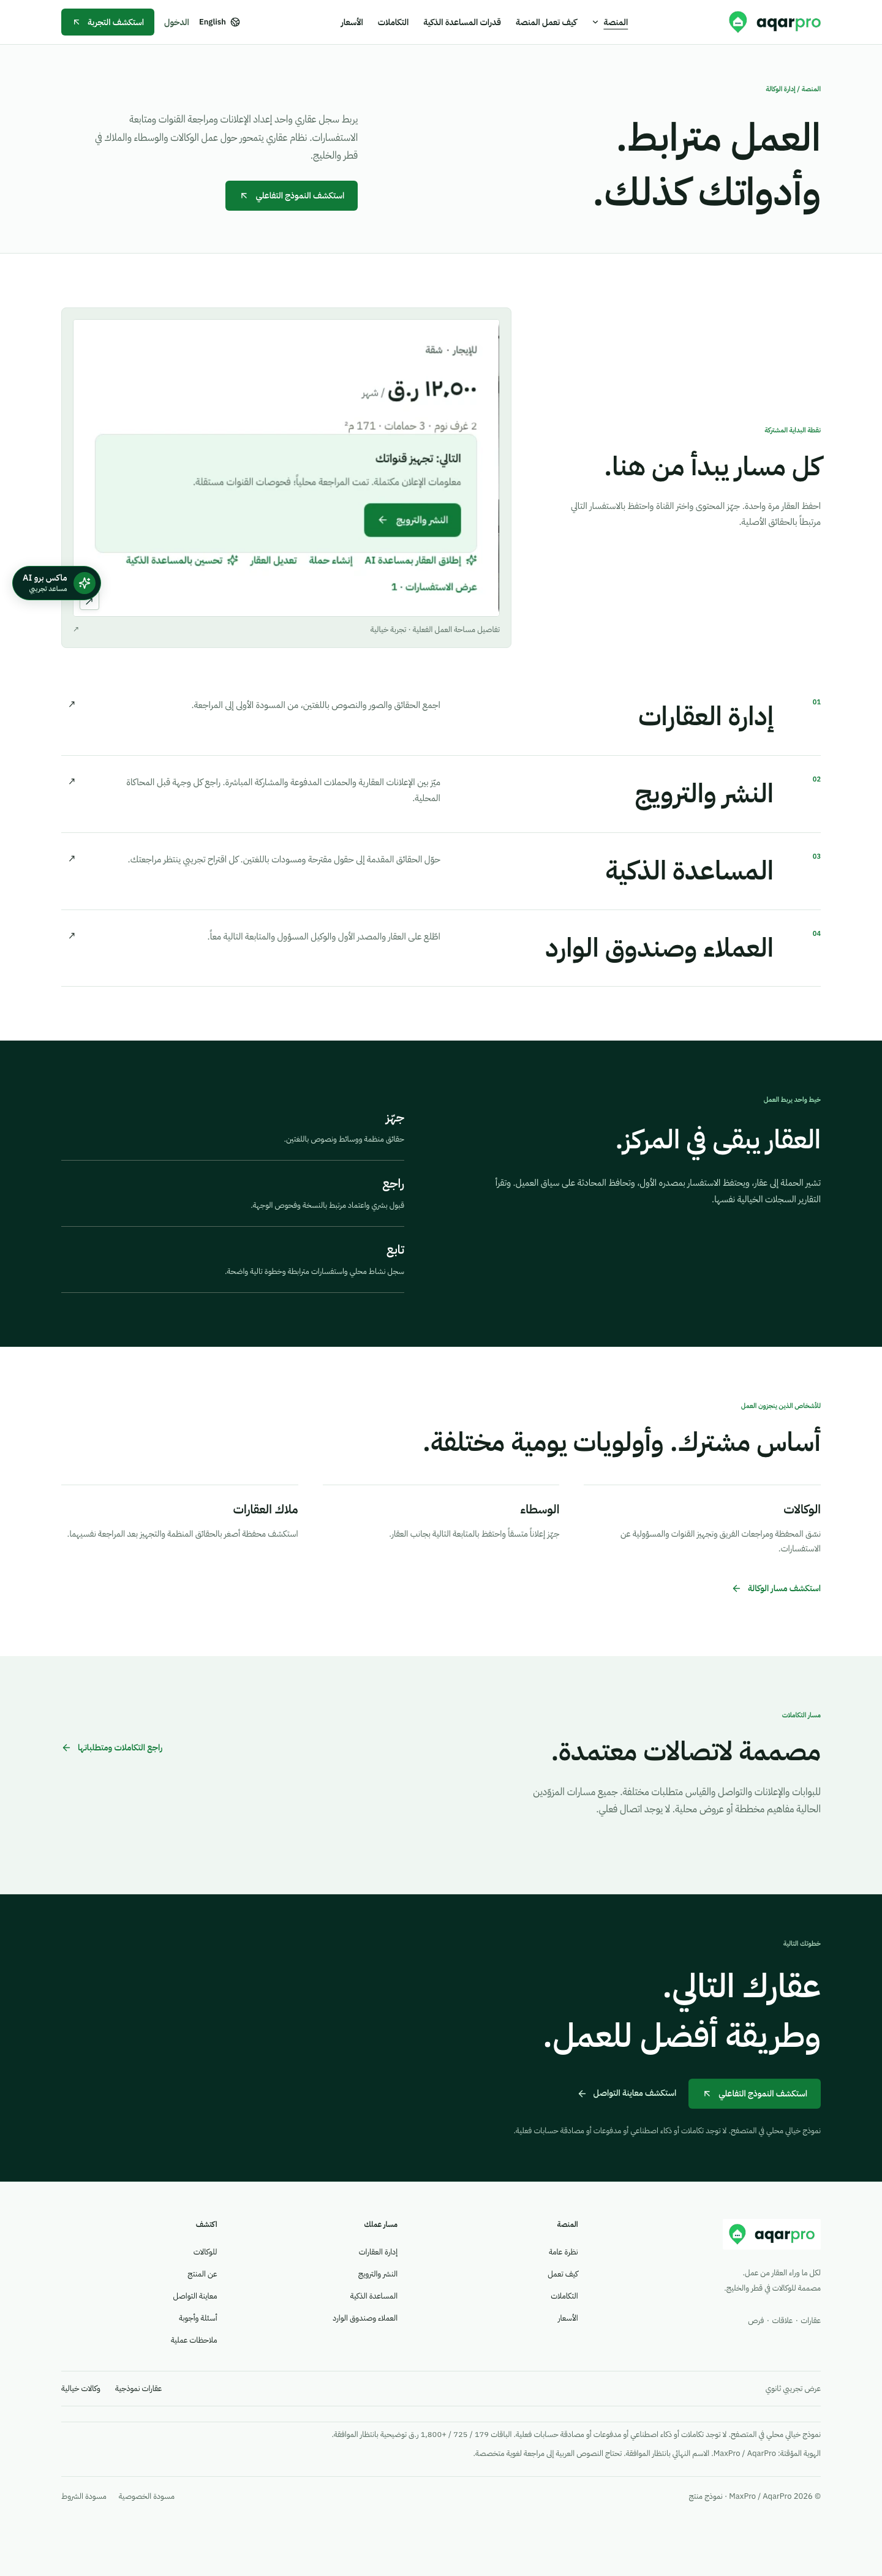 aqarpro
المنصة
كيف تعمل المنصة
قدرات المساعدة الذكية
التكاملات
الأسعار
English
الدخول
استكشف التجربة
المنصة / إدارة الوكالة
العمل مترابط.
وأدواتك كذلك.
يربط سجل عقاري واحد إعداد الإعلانات ومراجعة القنوات ومتابعة
الاستفسارات. نظام عقاري يتمحور حول عمل الوكالات والوسطاء والملاك في
قطر والخليج.
استكشف النموذج التفاعلي
نقطة البداية المشتركة
كل مسار يبدأ من هنا.
احفظ العقار مرة واحدة. جهّز المحتوى واختر القناة واحتفظ بالاستفسار التالي
مرتبطاً بالحقائق الأصلية.
للإيجار · شقة
١٢,٥٠٠ ر.ق / شهر
2 غرف نوم · 3 حمامات · 171 م²
التالي: تجهيز قنواتك
معلومات الإعلان مكتملة. تمت المراجعة محلياً؛ فحوصات القنوات مستقلة.
النشر والترويج
إطلاق العقار بمساعدة AI
إنشاء حملة
تعديل العقار
تحسين بالمساعدة الذكية
عرض الاستفسارات · 1
تفاصيل مساحة العمل الفعلية · تجربة خيالية
ماكس برو AI
مساعد تجريبي
01
إدارة العقارات
اجمع الحقائق والصور والنصوص باللغتين، من المسودة الأولى إلى المراجعة.
02
النشر والترويج
ميّز بين الإعلانات العقارية والحملات المدفوعة والمشاركة المباشرة. راجع كل وجهة قبل المحاكاة
المحلية.
03
المساعدة الذكية
حوّل الحقائق المقدمة إلى حقول مقترحة ومسودات باللغتين. كل اقتراح تجريبي ينتظر مراجعتك.
04
العملاء وصندوق الوارد
اطّلع على العقار والمصدر الأول والوكيل المسؤول والمتابعة التالية معاً.
خيط واحد يربط العمل
العقار يبقى في المركز.
تشير الحملة إلى عقار، ويحتفظ الاستفسار بمصدره الأول، وتحافظ المحادثة على سياق العميل. وتقرأ
التقارير السجلات الخيالية نفسها.
جهّز
حقائق منظمة ووسائط ونصوص باللغتين.
راجع
قبول بشري واعتماد مرتبط بالنسخة وفحوص الوجهة.
تابع
سجل نشاط محلي واستفسارات مترابطة وخطوة تالية واضحة.
للأشخاص الذين ينجزون العمل
أساس مشترك. وأولويات يومية مختلفة.
الوكالات
نسّق المحفظة ومراجعات الفريق وتجهيز القنوات والمسؤولية عن
الاستفسارات.
استكشف مسار الوكالة
الوسطاء
جهّز إعلاناً متسقاً واحتفظ بالمتابعة التالية بجانب العقار.
ملاك العقارات
استكشف محفظة أصغر بالحقائق المنظمة والتجهيز بعد المراجعة نفسيهما.
مسار التكاملات
مصممة لاتصالات معتمدة.
للبوابات والإعلانات والتواصل والقياس متطلبات مختلفة. جميع مسارات المزوّدين
الحالية مفاهيم مخططة أو عروض محلية. لا يوجد اتصال فعلي.
راجع التكاملات ومتطلباتها
خطوتك التالية
عقارك التالي.
وطريقة أفضل للعمل.
استكشف النموذج التفاعلي
استكشف معاينة التواصل
نموذج خيالي محلي في المتصفح. لا توجد تكاملات أو ذكاء اصطناعي أو مدفوعات أو مصادقة حسابات فعلية.
aqarpro
لكل ما وراء العقار من عمل.
مصممة للوكالات في قطر والخليج.
عقارات · علاقات · فرص
المنصة
نظرة عامة
كيف تعمل
التكاملات
الأسعار
مسار عملك
إدارة العقارات
النشر والترويج
المساعدة الذكية
العملاء وصندوق الوارد
اكتشف
للوكالات
عن المنتج
معاينة التواصل
أسئلة وأجوبة
ملاحظات عملية
عرض تجريبي ثانوي
عقارات نموذجية
وكالات خيالية
نموذج خيالي محلي في المتصفح. لا توجد تكاملات أو ذكاء اصطناعي أو مدفوعات أو مصادقة حسابات فعلية. الباقات 179 / 725 / +1,800 ر.ق توضيحية بانتظار الموافقة.
الهوية المؤقتة: MaxPro / AqarPro. الاسم النهائي بانتظار الموافقة. تحتاج النصوص العربية إلى مراجعة لغوية متخصصة.
© 2026 MaxPro / AqarPro · نموذج منتج
مسودة الخصوصية
مسودة الشروط